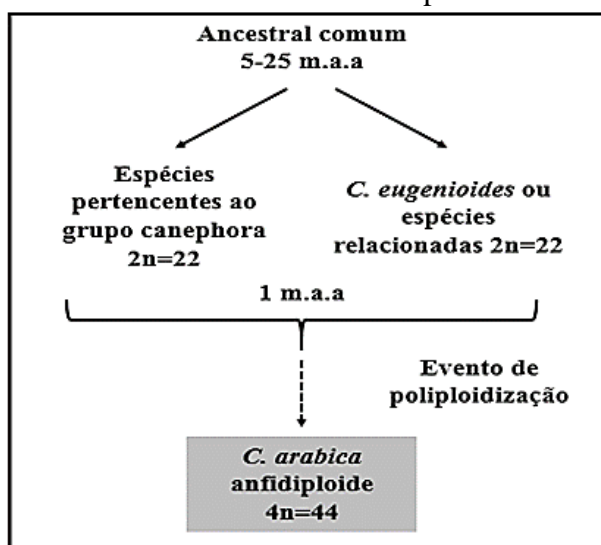 Ancestral comum
5-25 m.a.a
Espécies
pertencentes ao
grupo canephora
2n=22
C. eugenioides ou
espécies
relacionadas 2n=22
1 m.a.a
Evento de
poliploidização
C. arabica
anfidiploide
4n=44